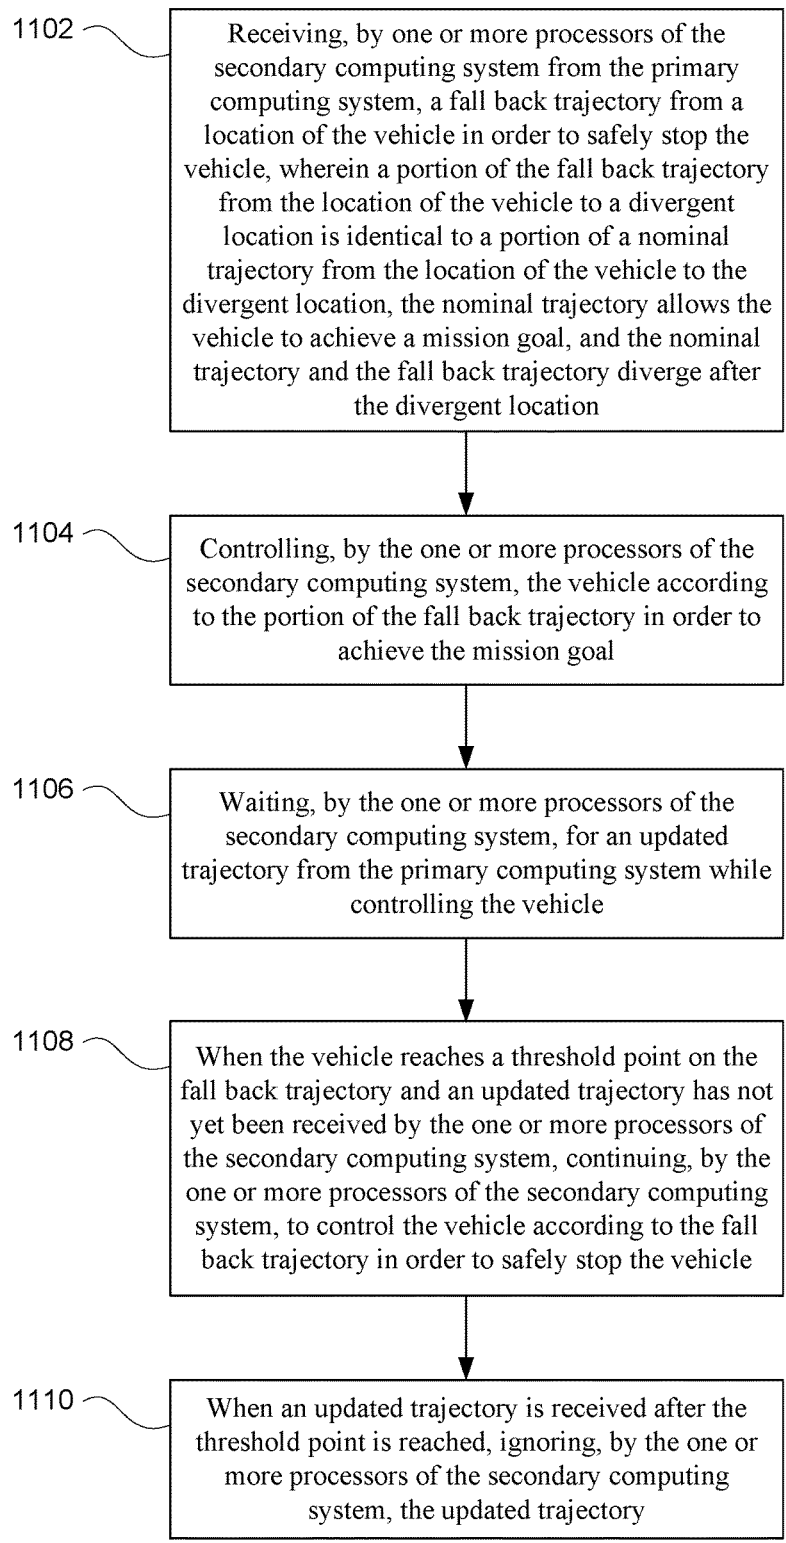 1102
Receiving, by one or more processors of the
secondary computing system from the primary
computing system, a fall back trajectory from a
location of the vehicle in order to safely stop the
vehicle, wherein a portion of the fall back trajectory
from the location of the vehicle to a divergent
location is identical to a portion of a nominal
trajectory from the location of the vehicle to the
divergent location, the nominal trajectory allows the
vehicle to achieve a mission goal, and the nominal
trajectory and the fall back trajectory diverge after
the divergent location
1104
Controlling, by the one or more processors of the
secondary computing system, the vehicle according
to the portion of the fall back trajectory in order to
achieve the mission goal
1106
Waiting, by the one or more processors of the
secondary computing system, for an updated
trajectory from the primary computing system while
controlling the vehicle
1108
When the vehicle reaches a threshold point on the
fall back trajectory and an updated trajectory has not
yet been received by the one or more processors of
the secondary computing system, continuing, by the
one or more processors of the secondary computing
system, to control the vehicle according to the fall
back trajectory in order to safely stop the vehicle
1110
When an updated trajectory is received after the
threshold point is reached, ignoring, by the one or
more processors of the secondary computing
system, the updated trajectory